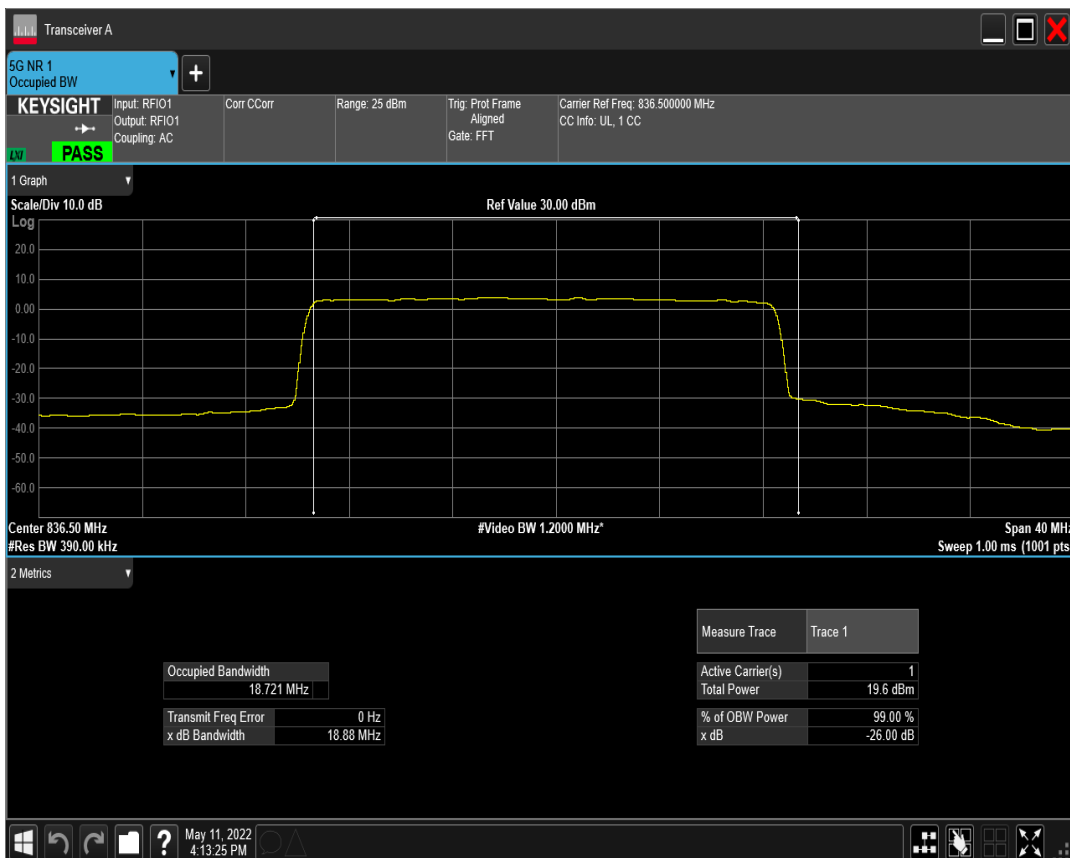 Transceiver A
5G NR 1
Occupied BW
+
KEYSIGHT
LXI
PASS
Input: RFIO1
Output: RFIO1
Coupling: AC
Corr CCorr
Range: 25 dBm
Trig: Prot Frame
Aligned
Gate: FFT
Carrier Ref Freq: 836.500000 MHz
CC Info: UL, 1 CC
1 Graph
Scale/Div 10.0 dB
Ref Value 30.00 dBm
Log
20.0
10.0
0.00
-10.0
-20.0
-30.0
-40.0
-50.0
-60.0
Center 836.50 MHz
#Video BW 1.2000 MHz*
Span 40 MHz
#Res BW 390.00 kHz
Sweep 1.00 ms (1001 pts
2 Metrics
Measure Trace Trace 1
Occupied Bandwidth
18.721 MHz
Active Carrier(s) 1
Total Power 19.6 dBm
Transmit Freq Error 0 Hz
x dB Bandwidth 18.88 MHz
% of OBW Power 99.00 %
x dB -26.00 dB
?
May 11, 2022
4:13:25 PM